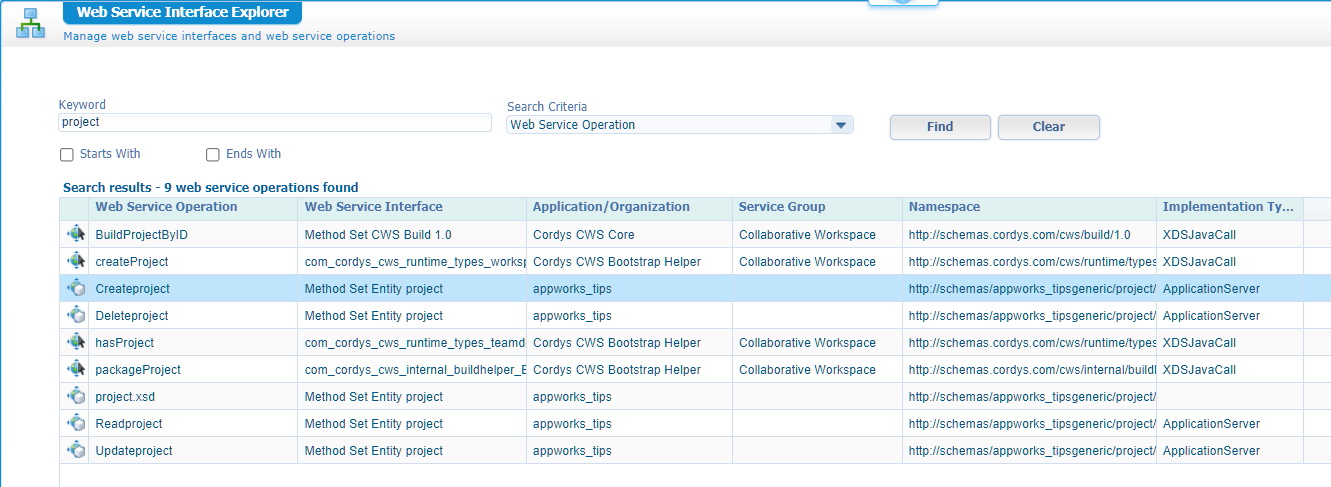 Web Service Interface Explorer
Manage web service interfaces and web service operations
Keyword
Search Criteria
project
Web Service Operation
Find
Clear
Starts With
Ends With
Search results - 9 web service operations found
Web Service Operation Web Service Interface Application/Organization Service Group Namespace Implementation Ty...
BuildProjectByID Method Set CWS Build 1.0 Cordys CWS Core Collaborative Workspace http://schemas.cordys.com/cws/build/1.0 XDSJavaCall
createProject com_cordys_cws_runtime_types_worksp Cordys CWS Bootstrap Helper Collaborative Workspace http://schemas.cordys.com/cws/runtime/types XDSJavaCall
Createproject Method Set Entity project appworks_tips http://schemas/appworks_tipsgeneric/project/ ApplicationServer
Deleteproject Method Set Entity project appworks_tips http://schemas/appworks_tipsgeneric/project/ ApplicationServer
hasProject com_cordys_cws_runtime_types_teamd Cordys CWS Bootstrap Helper Collaborative Workspace http://schemas.cordys.com/cws/runtime/types XDSJavaCall
packageProject com_cordys_cws_internal_buildhelper_B Cordys CWS Bootstrap Helper Collaborative Workspace http://schemas.cordys.com/cws/internal/build XDSJavaCall
project.xsd Method Set Entity project appworks_tips http://schemas/appworks_tipsgeneric/project/
Readproject Method Set Entity project appworks_tips http://schemas/appworks_tipsgeneric/project/ ApplicationServer
Updateproject Method Set Entity project appworks_tips http://schemas/appworks_tipsgeneric/project/ ApplicationServer